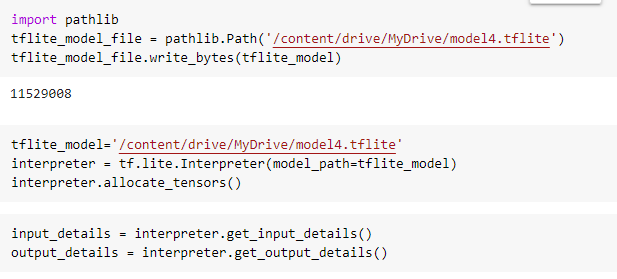 import pathlib
tflite_model_file = pathlib.Path('/content/drive/MyDrive/model4.tflite')
tflite_model_file.write_bytes(tflite_model)
11529008
tflite_model='/content/drive/MyDrive/model4.tflite'
interpreter = tf.lite.Interpreter(model_path=tflite_model)
interpreter.allocate_tensors()
input_details = interpreter.get_input_details()
output_details = interpreter.get_output_details()